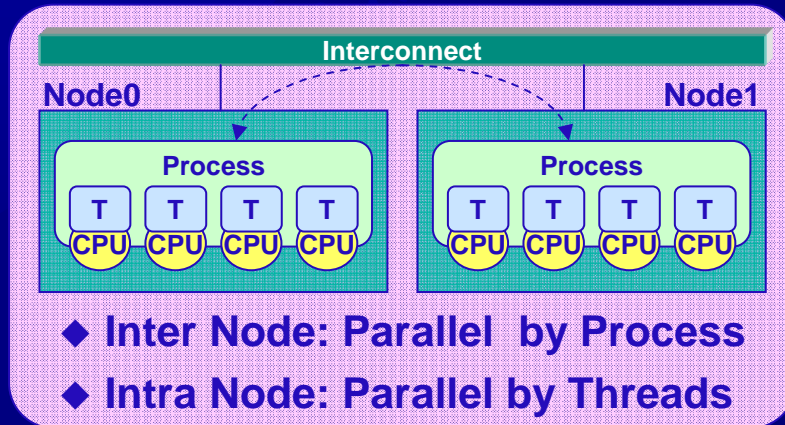 Interconnect
Node0 Node1
Process Process
T T T T T T T T
CPU CPU CPU CPU CPU CPU CPU CPU
◆ Inter Node: Parallel by Process
◆ Intra Node: Parallel by Threads